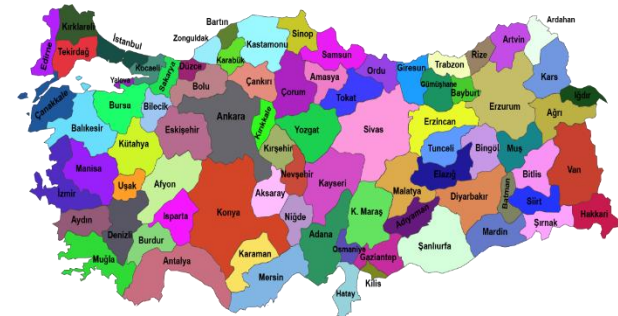 Kırklareli
Edirne
Tekirdağ
İstanbul
Kocaeli
Yalova
Sakarya
Düzce
Zonguldak
Bartın
Karabük
Kastamonu
Sinop
Samsun
Ordu
Giresun
Trabzon
Rize
Artvin
Ardahan
Çanakkale
Bursa
Bilecik
Bolu
Çankırı
Çorum
Amasya
Tokat
Gümüşhane
Bayburt
Erzurum
Kars
Iğdır
Balıkesir
Kütahya
Eskişehir
Ankara
Kırıkkale
Yozgat
Sivas
Erzincan
Ağrı
Manisa
Uşak
Afyon
Kırşehir
Nevşehir
Kayseri
Malatya
Tunceli
Elazığ
Bingöl
Muş
Bitlis
Van
İzmir
Aydın
Denizli
Isparta
Burdur
Konya
Aksaray
Niğde
K. Maraş
Adıyaman
Diyarbakır
Batman
Siirt
Şırnak
Hakkari
Muğlo
Antalya
Karaman
Mersin
Adana
Osmaniye
Gaziantep
Kilis
Hatay
Şanlıurfa
Mardin